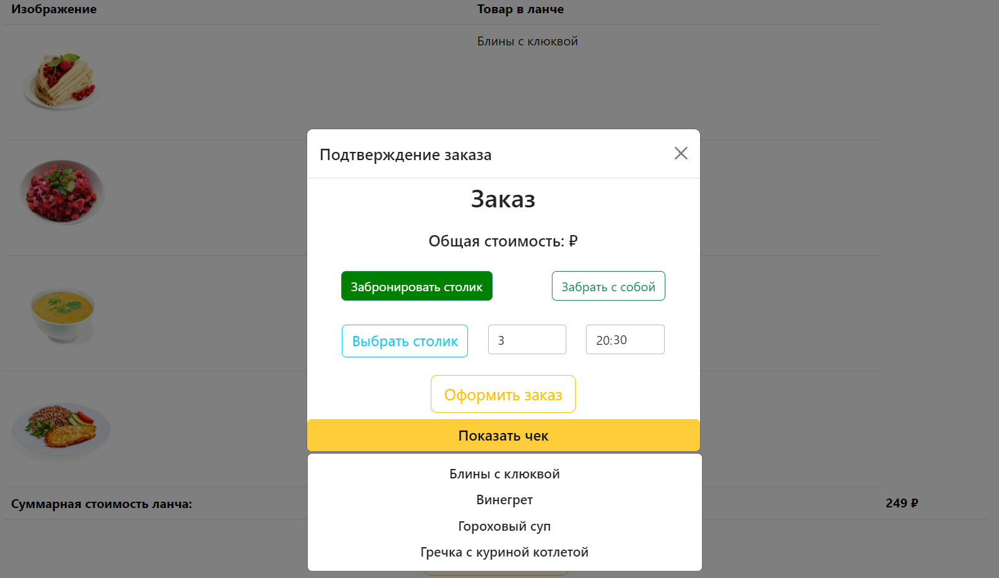 Изображение
Товар в ланче
Блины с клюквой
Подтверждение заказа
Заказ
Общая стоимость: ₽
Забронировать столик
Забрать с собой
Выбрать столик
3
20:30
Оформить заказ
Показать чек
Блины с клюквой
Винегрет
Гороховый суп
Гречка с куриной котлетой
Суммарная стоимость ланча:
249 ₽